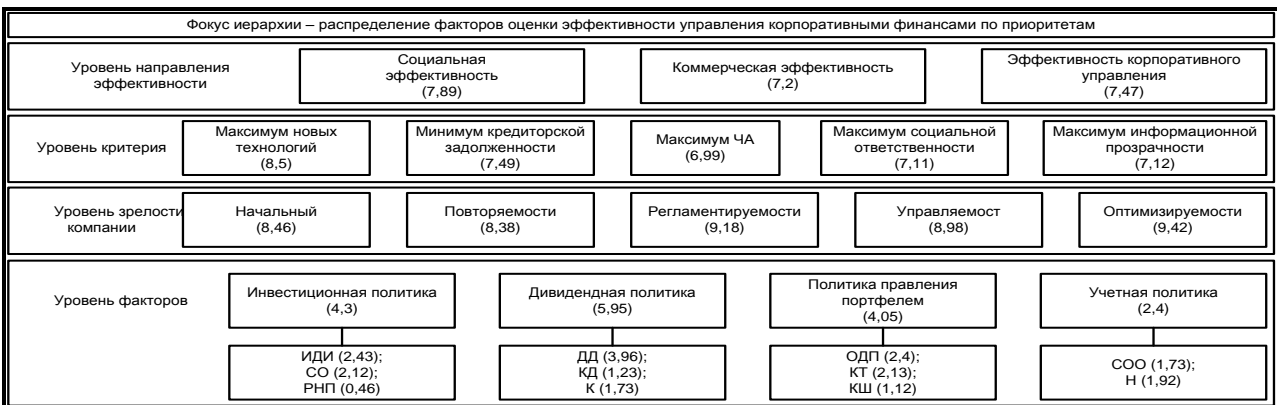 Фокус иерархии – распределение факторов оценки эффективности управления корпоративными финансами по приоритетам
Уровень направления
эффективности
Социальная
эффективность
(7,89)
Коммерческая эффективность
(7,2)
Эффективность корпоративного
управления
(7,47)
Уровень критерия
Максимум новых
технологий
(8,5)
Минимум кредиторской
задолженности
(7,49)
Максимум ЧА
(6,99)
Максимум социальной
ответственности
(7,11)
Максимум информационной
прозрачности
(7,12)
Уровень зрелости
компании
Начальный
(8,46)
Повторяемости
(8,38)
Регламентируемости
(9,18)
Управляемост
(8,98)
Оптимизируемости
(9,42)
Уровень факторов
Инвестиционная политика
(4,3)
Дивидендная политика
(5,95)
Политика правления
портфелем
(4,05)
Учетная политика
(2,4)
ИДИ (2,43);
СО (2,12);
РНП (0,46)
ДД (3,96);
КД (1,23);
К (1,73)
ОДП (2,4);
КТ (2,13);
КШ (1,12)
СОО (1,73);
Н (1,92)